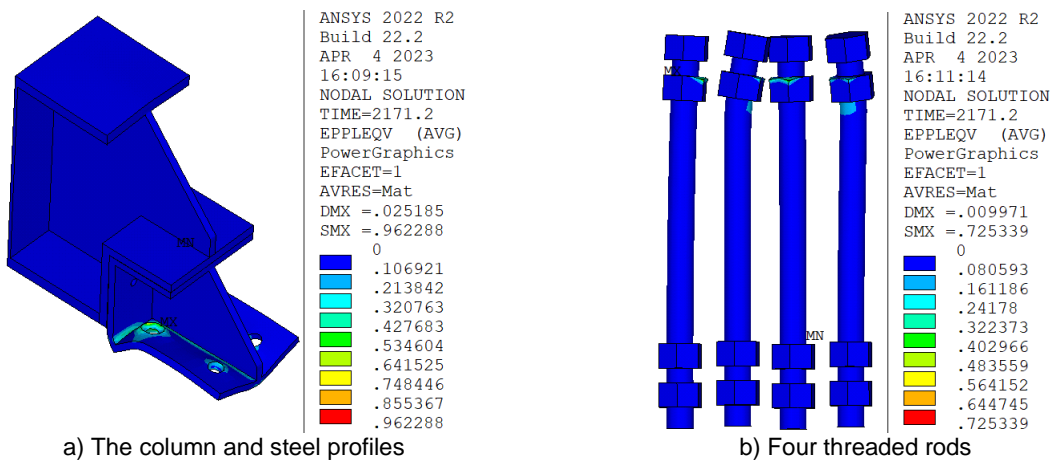 ANSYS 2022 R2
Build 22.2
APR 4 2023
16:09:15
NODAL SOLUTION
TIME=2171.2
EPPLEQV (AVG)
PowerGraphics
EFACET=1
AVRES=Mat
DMX =.025185
SMX =.962288
0
.106921
.213842
.320763
.427683
.534604
.641525
.748446
.855367
.962288
MN
MX
a) The column and steel profiles
ANSYS 2022 R2
Build 22.2
APR 4 2023
16:11:14
NODAL SOLUTION
TIME=2171.2
EPPLEQV (AVG)
PowerGraphics
EFACET=1
AVRES=Mat
DMX =.009971
SMX =.725339
0
.080593
.161186
.24178
.322373
.402966
.483559
.564152
.644745
.725339
MX
MN
b) Four threaded rods